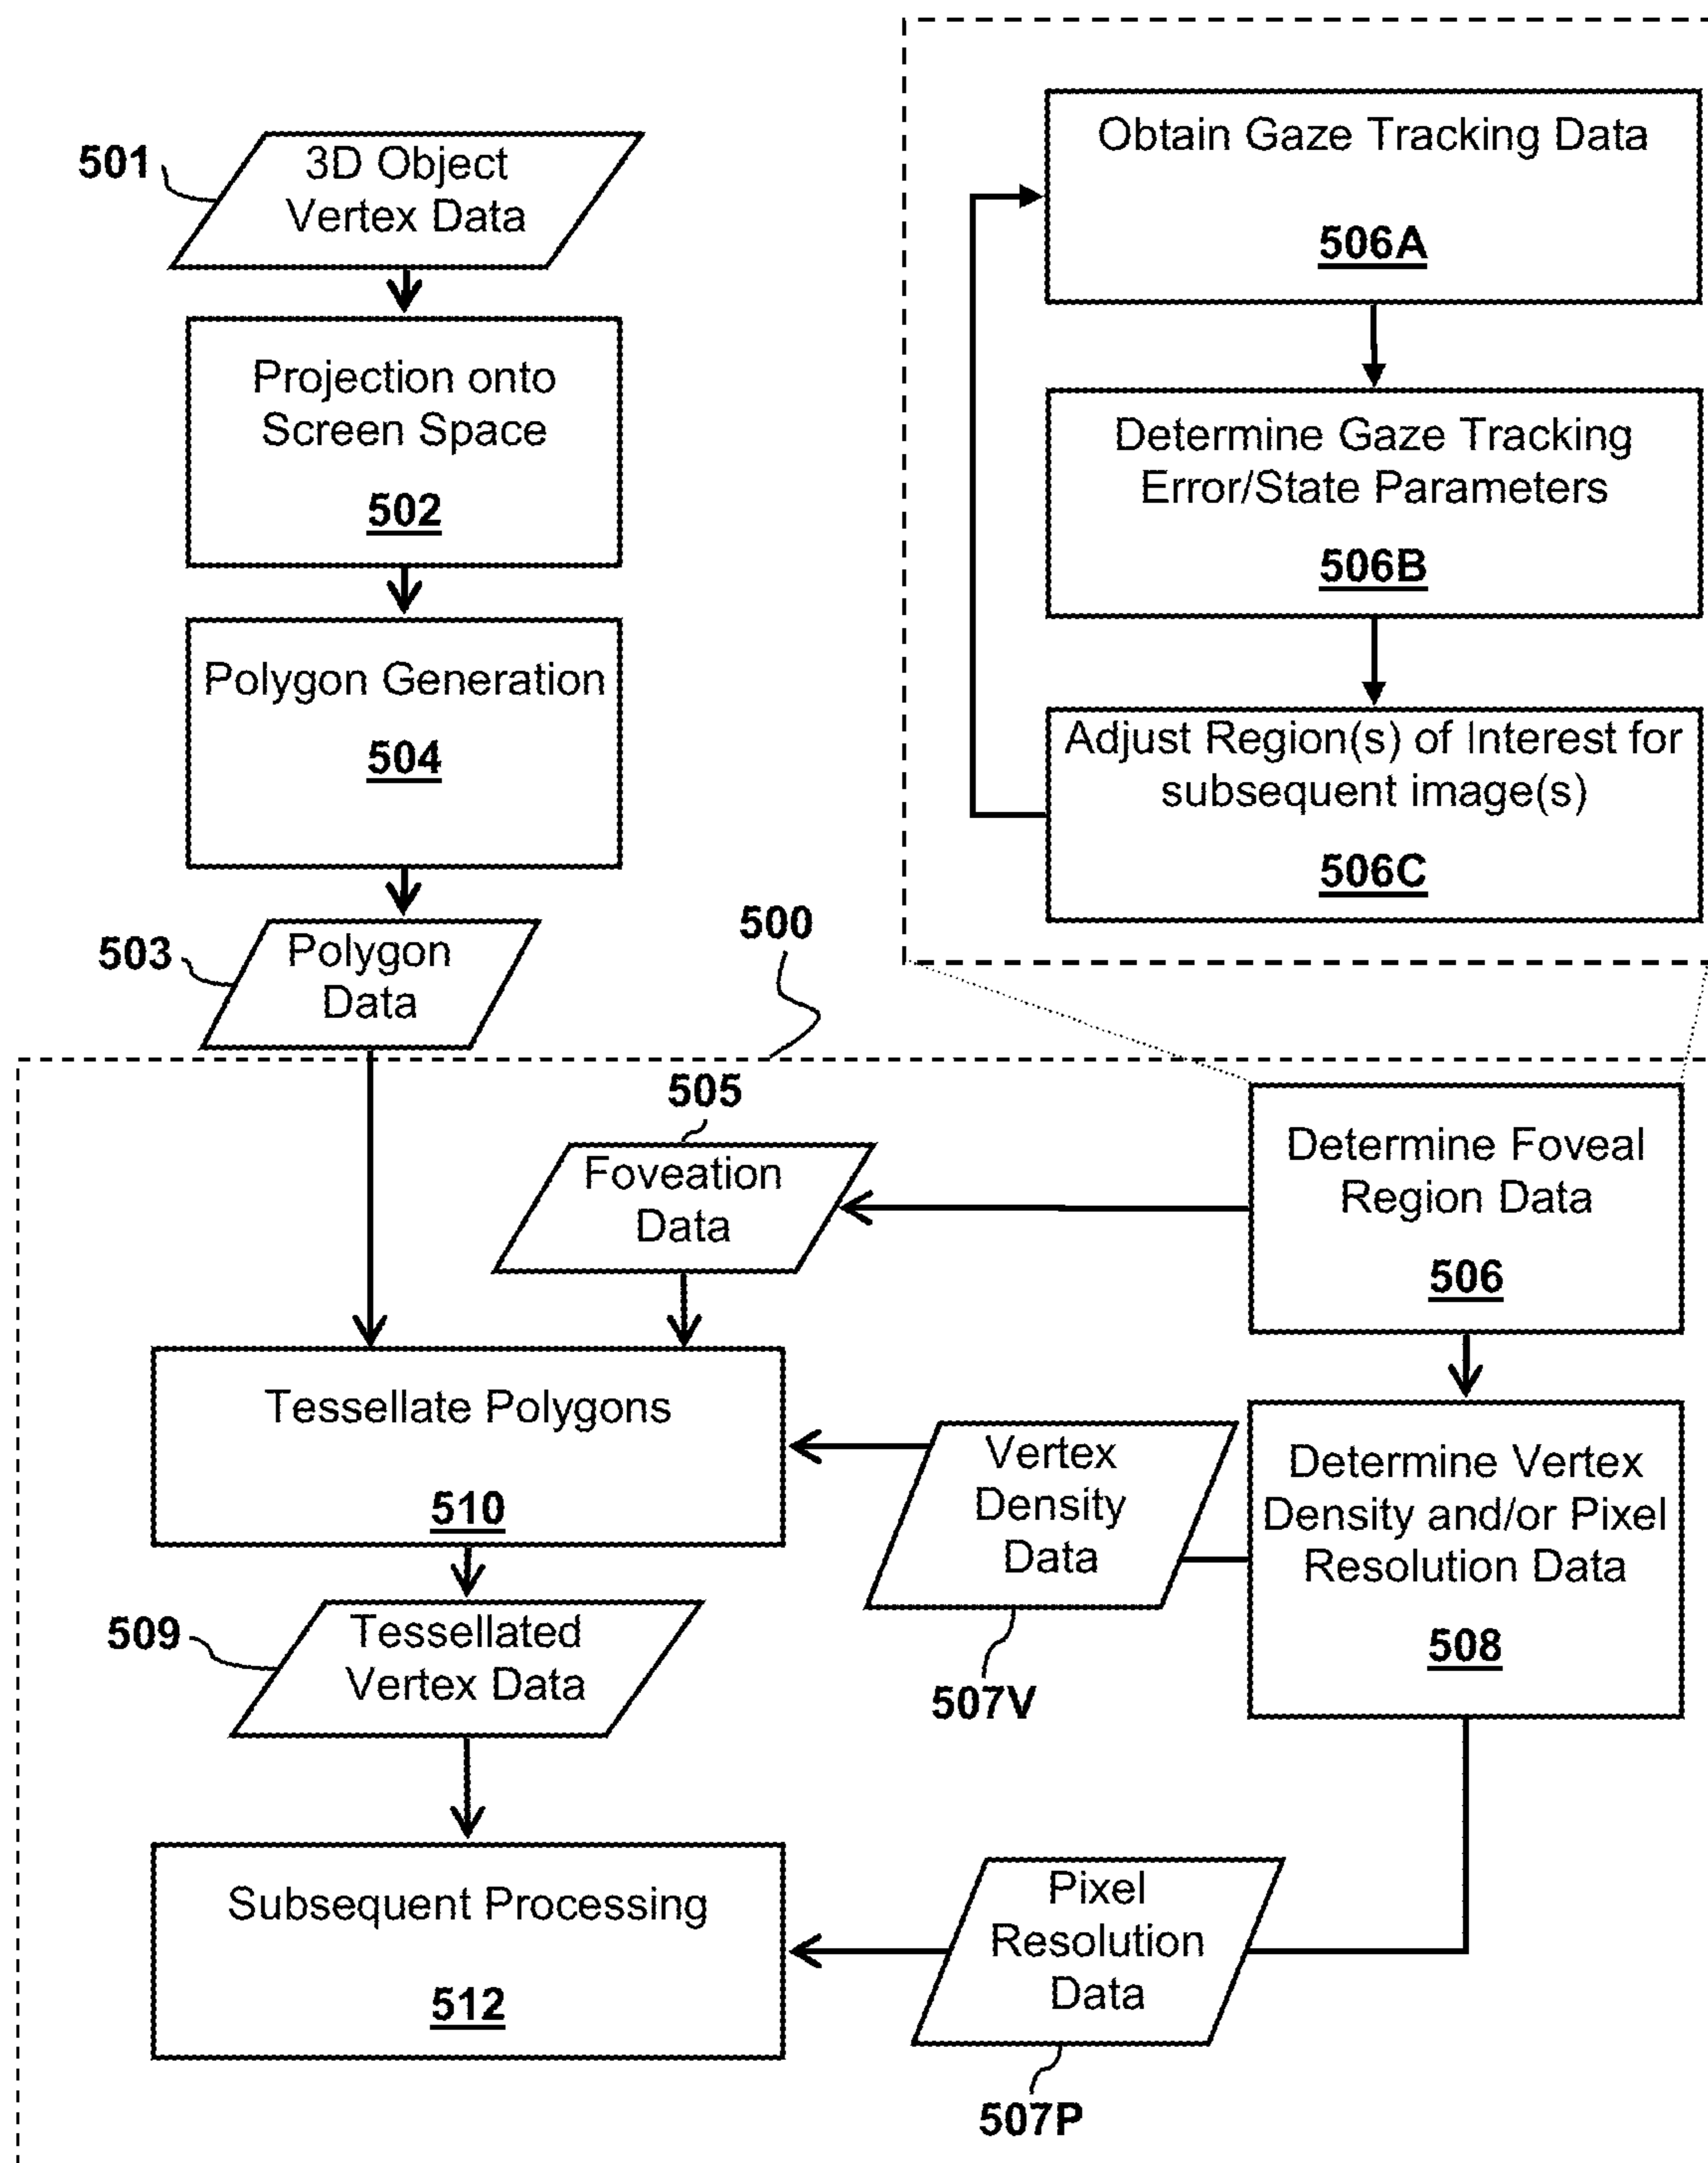 501
3D Object
Vertex Data
Projection onto
Screen Space
502
Polygon Generation
504
503
Polygon
Data
Obtain Gaze Tracking Data
506A
Determine Gaze Tracking
Error/State Parameters
506B
Adjust Region(s) of Interest for
subsequent image(s)
506C
500
505
Foveation
Data
Determine Foveal
Region Data
506
Tessellate Polygons
510
Vertex
Density
Data
507V
Determine Vertex
Density and/or Pixel
Resolution Data
508
509
Tessellated
Vertex Data
Subsequent Processing
512
Pixel
Resolution
Data
507P